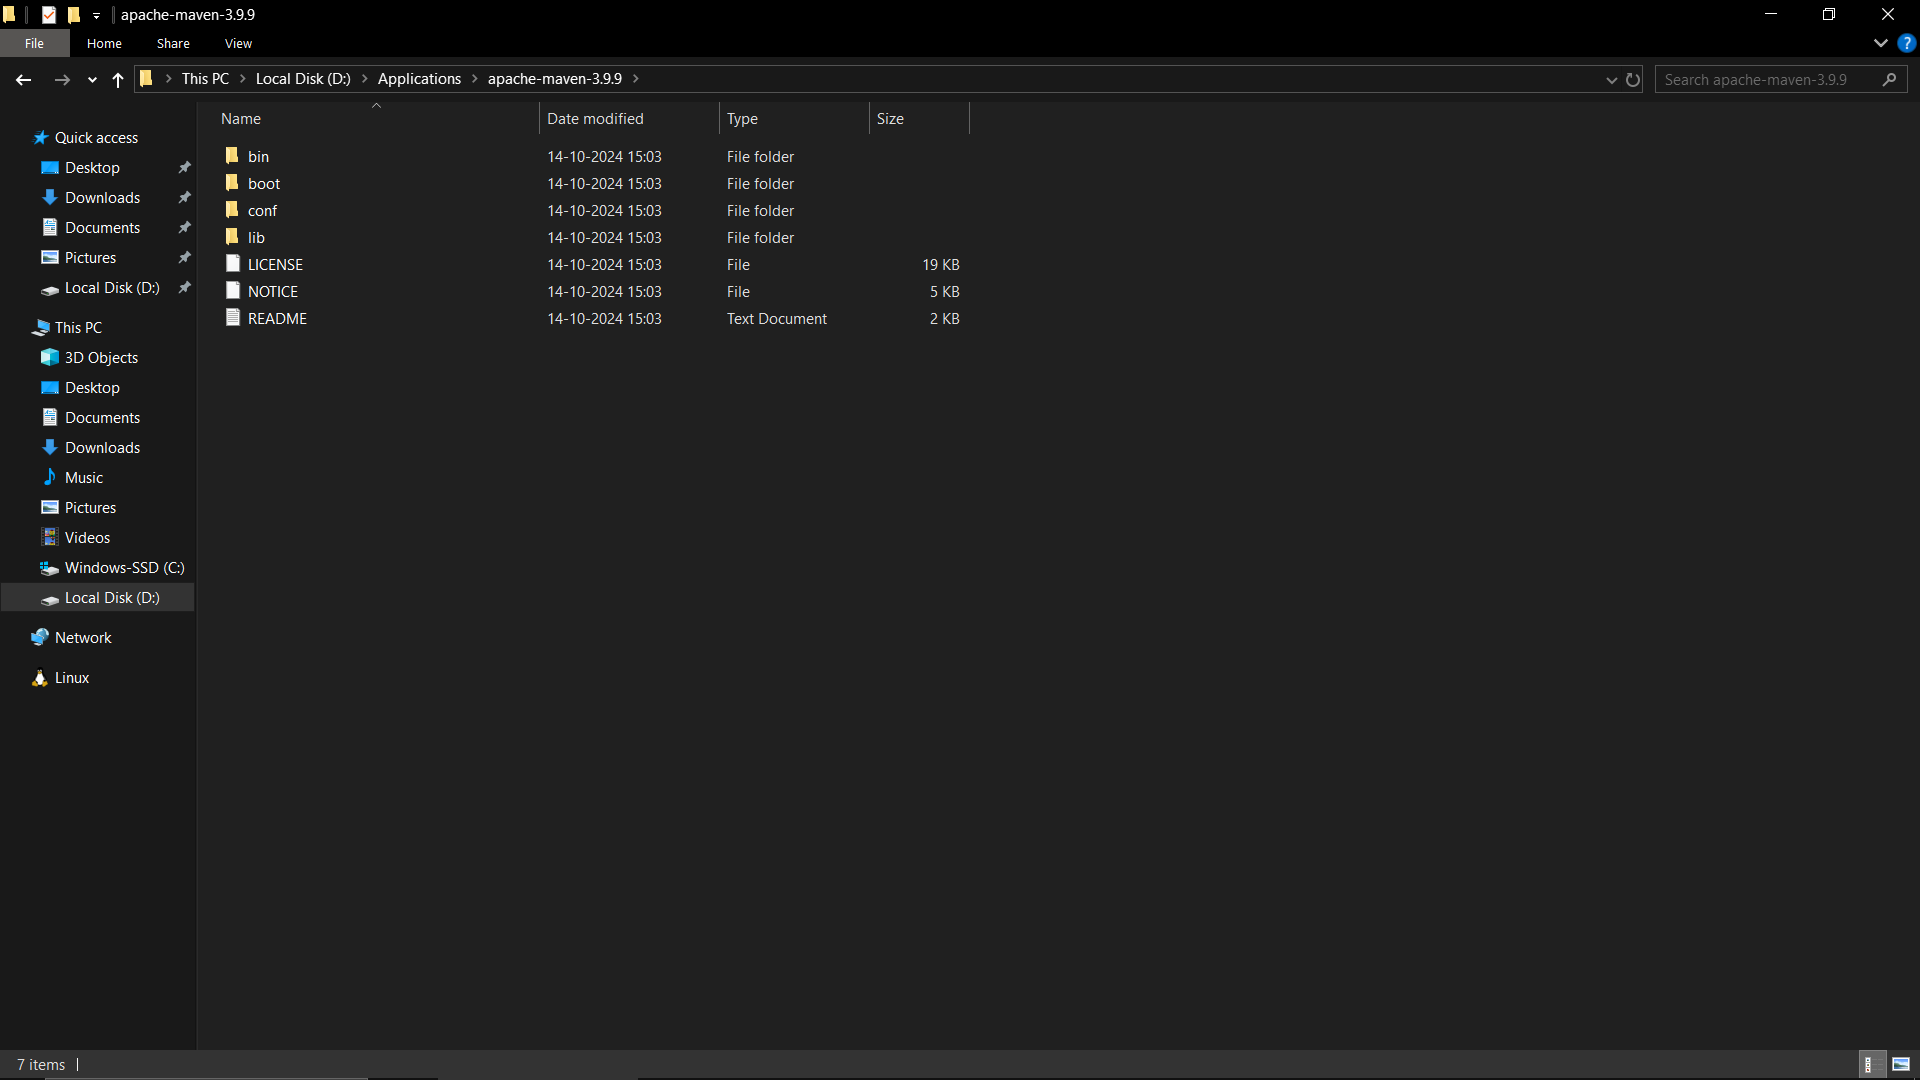 apache-maven-3.9.9
File Home Share View
?
This PC Local Disk (D:) Applications apache-maven-3.9.9
Search apache-maven-3.9.9
Name Date modified Type Size
bin 14-10-2024 15:03 File folder
boot 14-10-2024 15:03 File folder
conf 14-10-2024 15:03 File folder
lib 14-10-2024 15:03 File folder
LICENSE 14-10-2024 15:03 File 19 KB
NOTICE 14-10-2024 15:03 File 5 KB
README 14-10-2024 15:03 Text Document 2 KB
Quick access
Desktop
Downloads
Documents
Pictures
Local Disk (D:)
This PC
3D Objects
Desktop
Documents
Downloads
Music
Pictures
Videos
Windows-SSD (C:)
Local Disk (D:)
Network
Linux
7 items